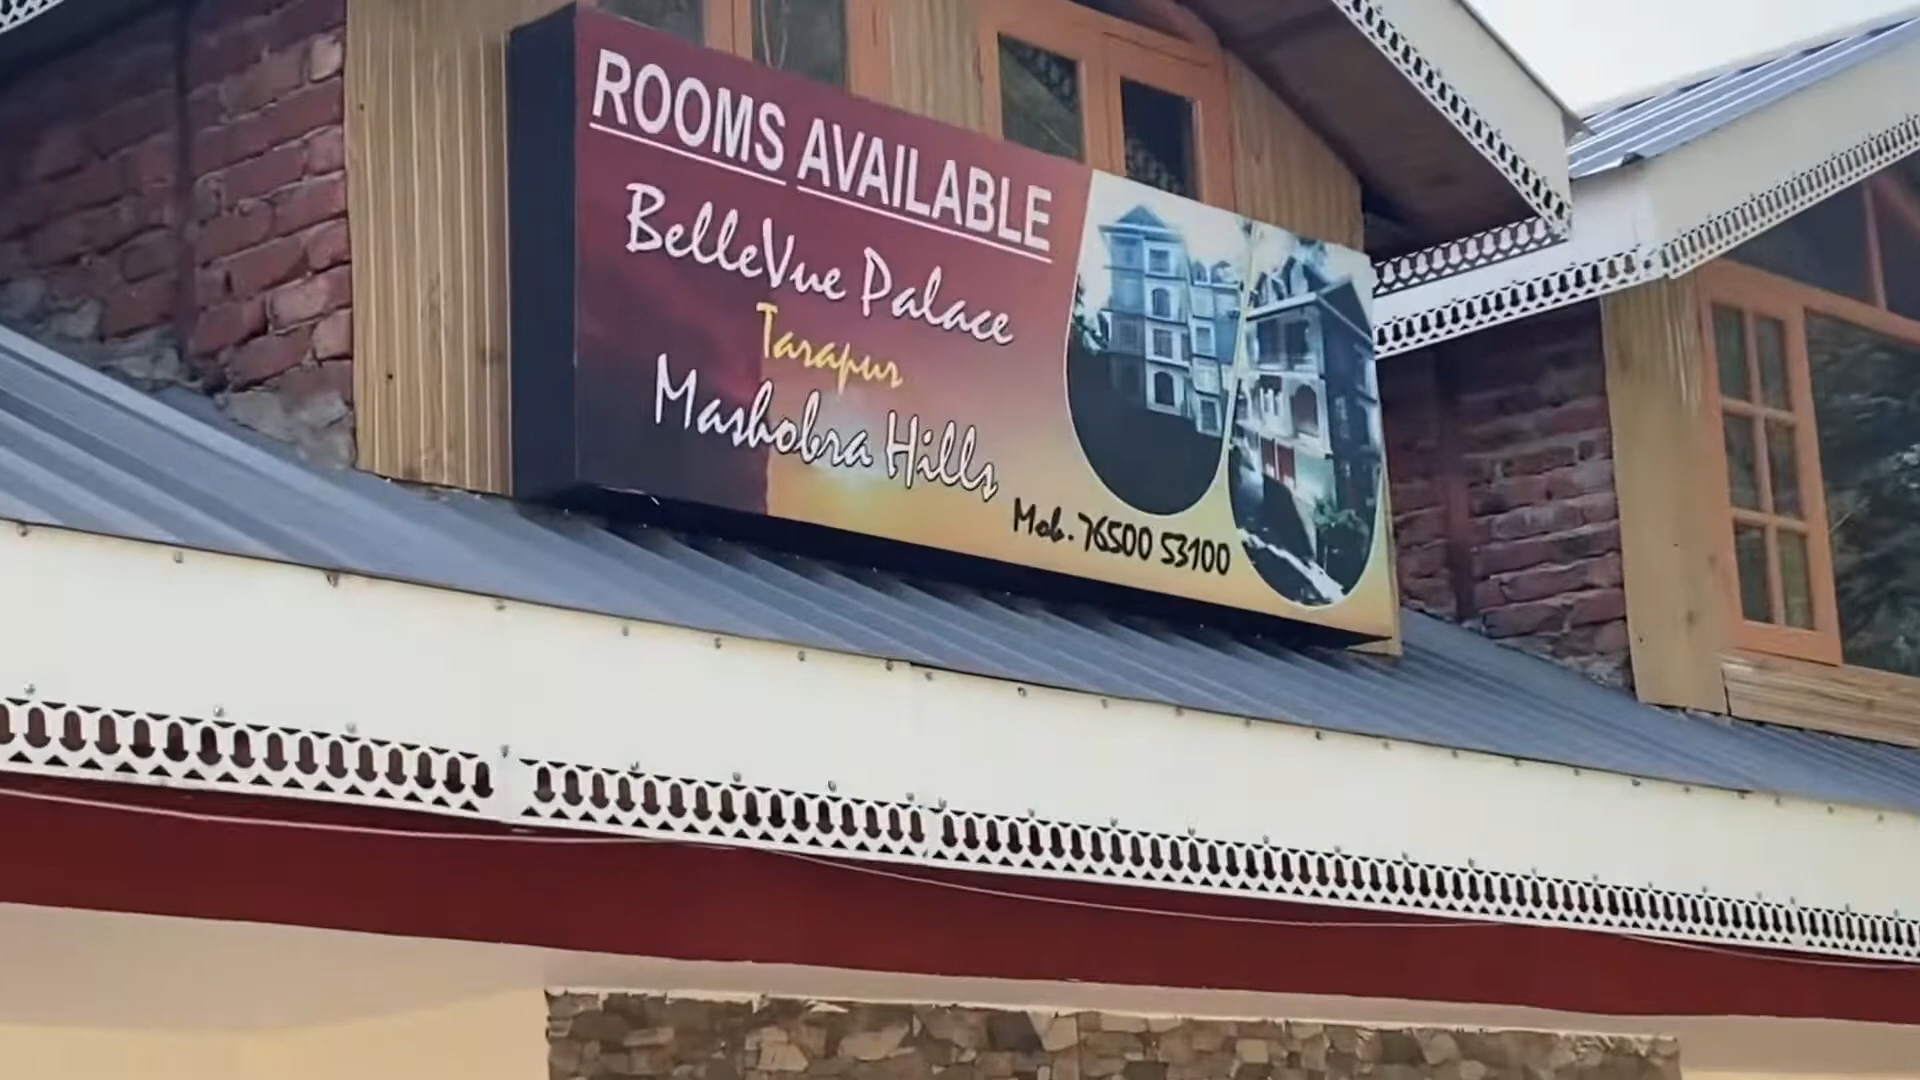 ROOMS AVAILABLE
BelleVue Palace
Tarapur
Mashobra Hills
Mob. 76500 53100